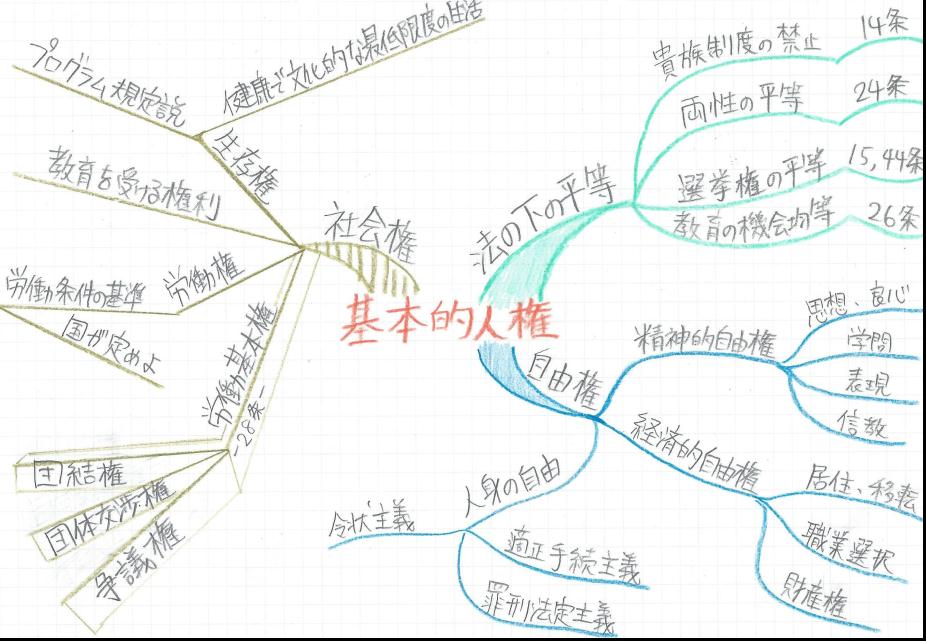 基本的人権
法の下の平等
貴族制度の禁止
14条
両性の平等
24条
選挙権の平等
15,44条
教育の機会均等
26条
自由権
精神的自由権
思想、良心
学問
表現
信教
経済的自由権
居住、移転
職業選択
財産権
人身の自由
令状主義
適正手続主義
罪刑法定主義
社会権
生存権
健康で文化的な最低限度の生活
プログラム規定説
教育を受ける権利
労働権
労働条件の基準
国が定めよ
労働基本権
-28条-
団結権
団体交渉権
争議権